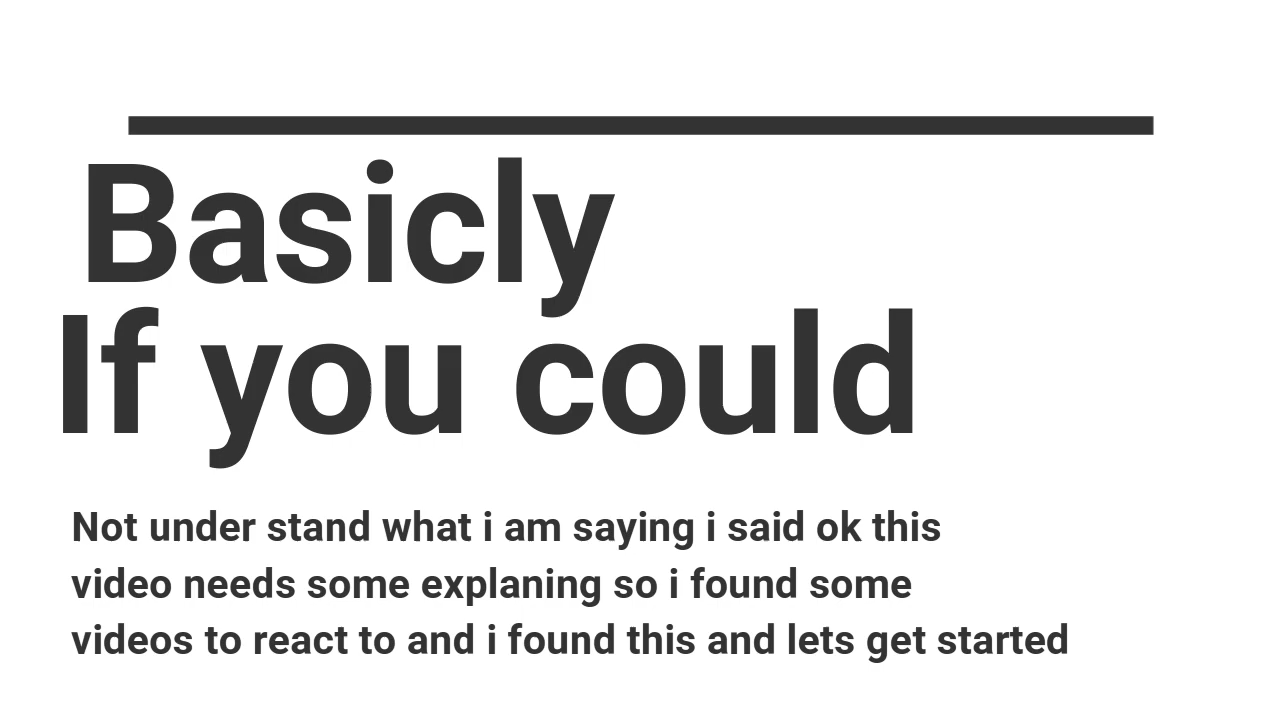 Basicly
If you could
Not under stand what i am saying i said ok this
video needs some explaning so i found some
videos to react to and i found this and lets get started